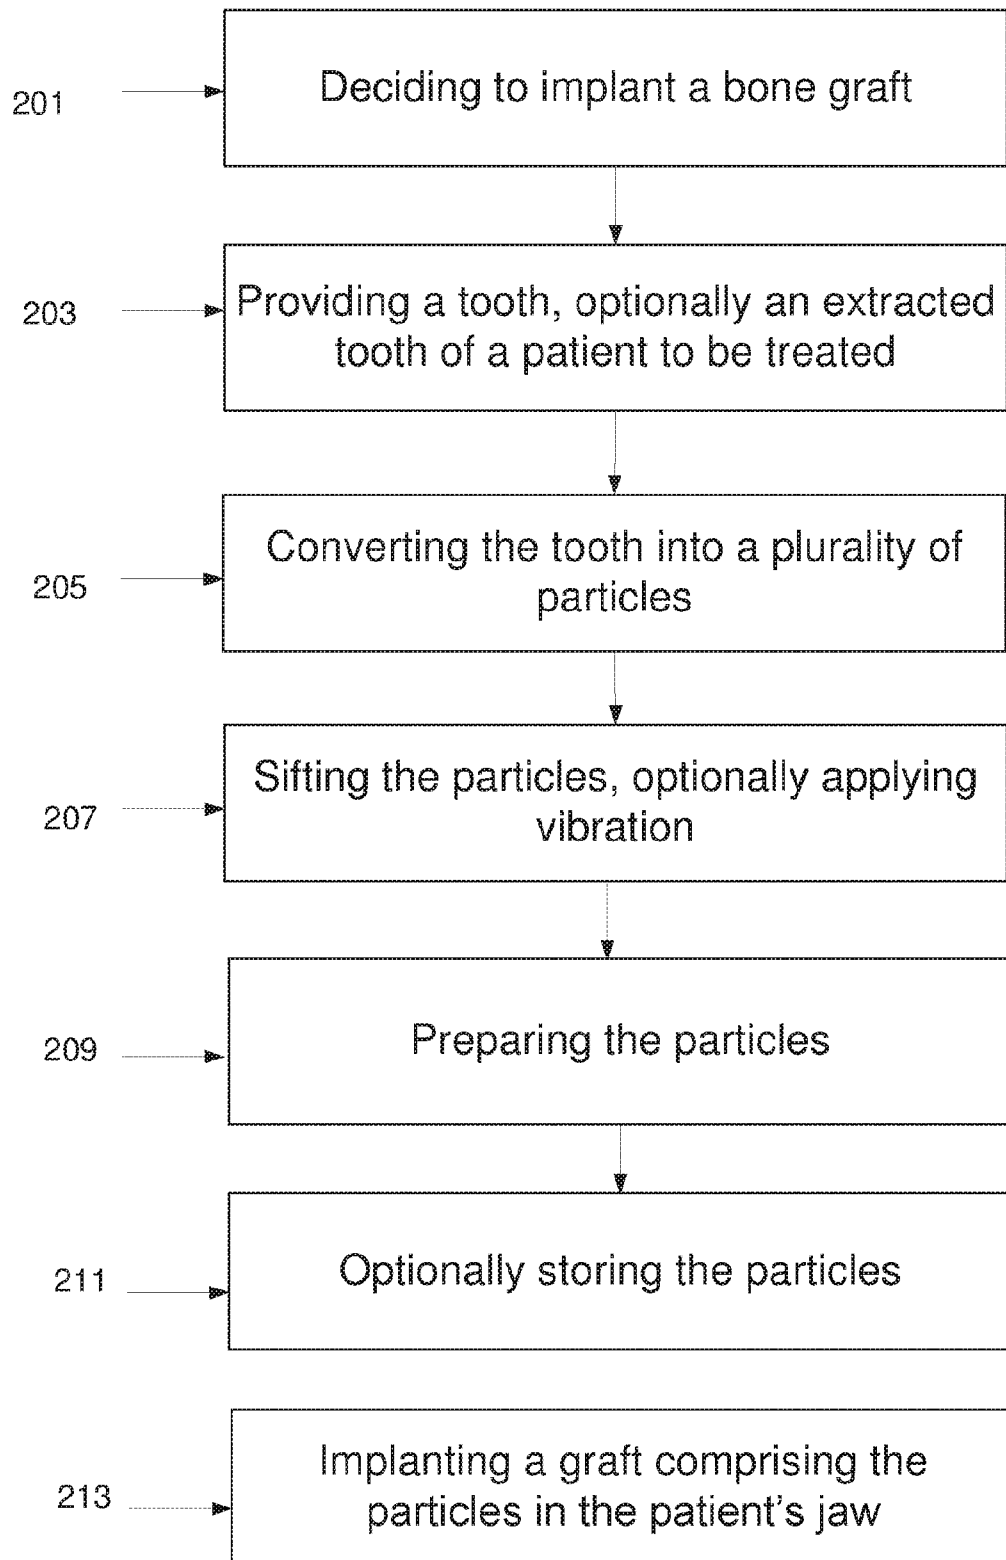 201
Deciding to implant a bone graft
203
Providing a tooth, optionally an extracted
tooth of a patient to be treated
205
Converting the tooth into a plurality of
particles
207
Sifting the particles, optionally applying
vibration
209
Preparing the particles
211
Optionally storing the particles
213
Implanting a graft comprising the
particles in the patient's jaw